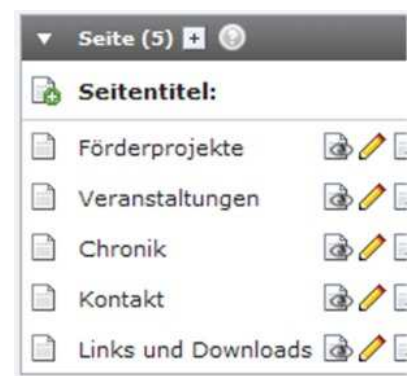 Seite (5)
Seitentitel:
Förderprojekte
Veranstaltungen
Chronik
Kontakt
Links und Downloads